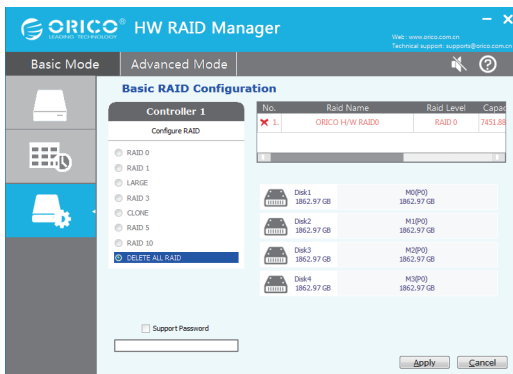 ORICO® HW RAID Manager
LEADING TECHNOLOGY
Web : www.orico.com.cn
Technical support: supports@orico.com.cn
Basic Mode Advanced Mode
Basic RAID Configuration
Controller 1
Configure RAID
RAID 0
RAID 1
LARGE
RAID 3
CLONE
RAID 5
RAID 10
DELETE ALL RAID
Support Password
No. Raid Name Raid Level Capac
1. ORICO H/W RAID0 RAID 0 7451.88
Disk1 M0(P0)
1862.97 GB 1862.97 GB
Disk2 M1(P0)
1862.97 GB 1862.97 GB
Disk3 M2(P0)
1862.97 GB 1862.97 GB
Disk4 M3(P0)
1862.97 GB 1862.97 GB
Apply Cancel